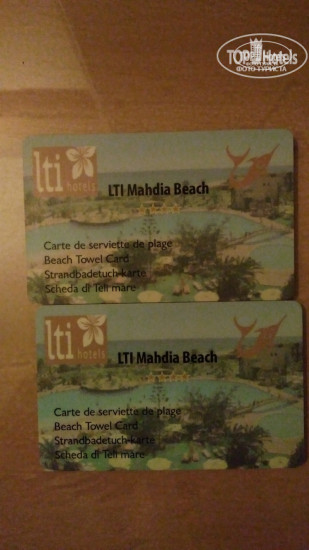 TOP Hotels
ФОТО ТУРИСТА
lti
hotels
LTI Mahdia Beach
Carte de serviette de plage
Beach Towel Card
Strandbadetuch-karte
Scheda di Teli mare
lti
hotels
LTI Mahdia Beach
Carte de serviette de plage
Beach Towel Card
Strandbadetuch-karte
Scheda di Teli mare